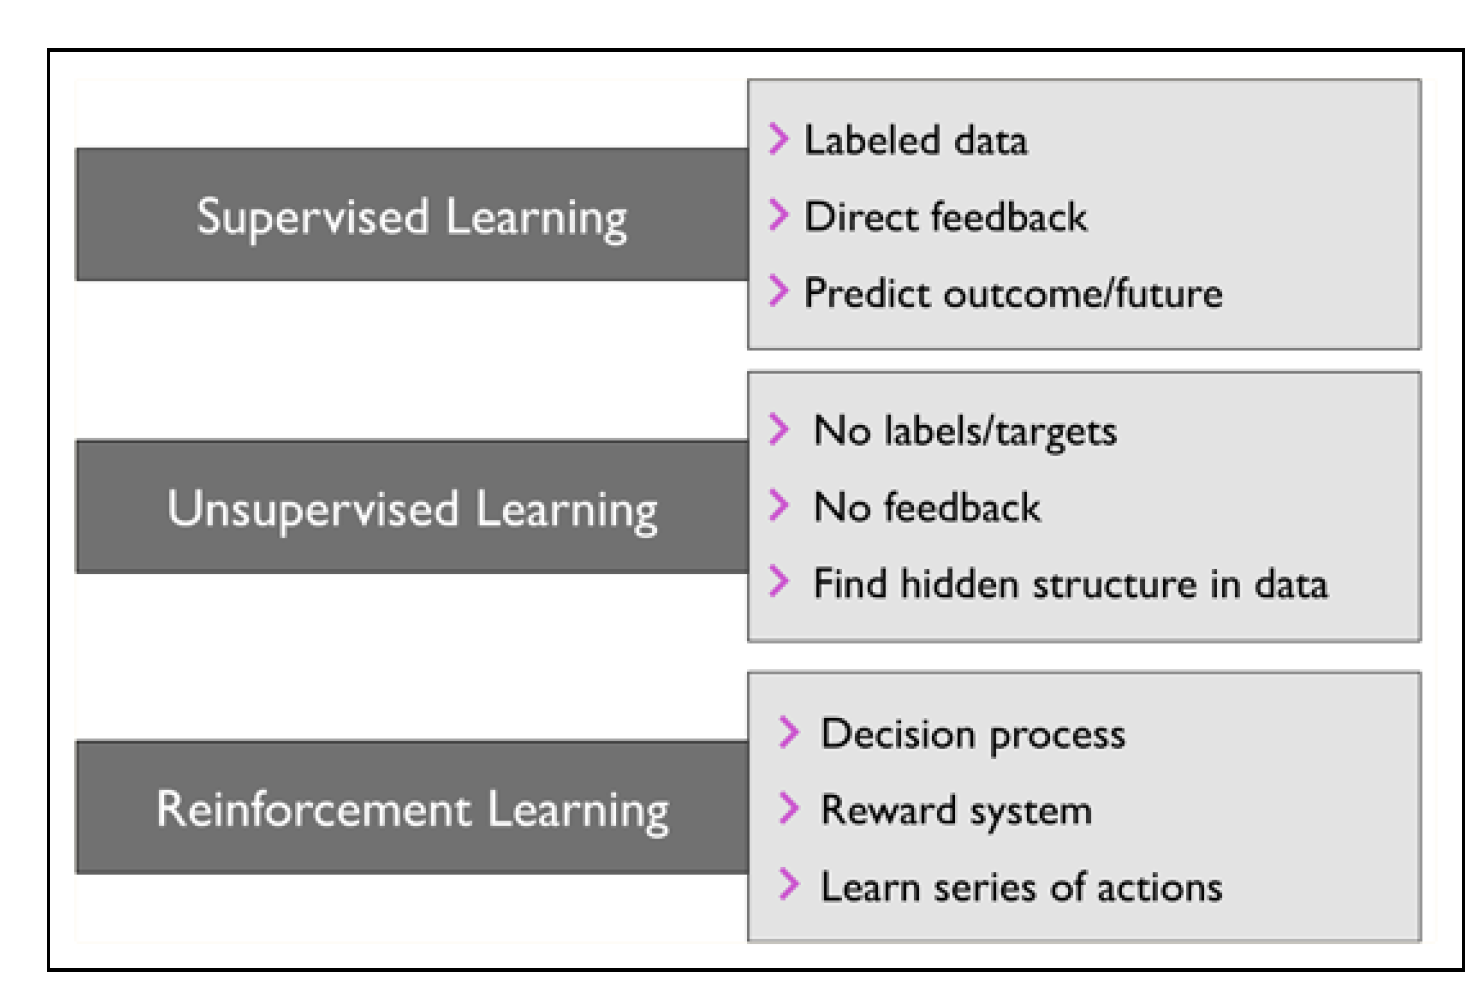 Supervised Learning
Labeled data
Direct feedback
Predict outcome/future
Unsupervised Learning
No labels/targets
No feedback
Find hidden structure in data
Reinforcement Learning
Decision process
Reward system
Learn series of actions